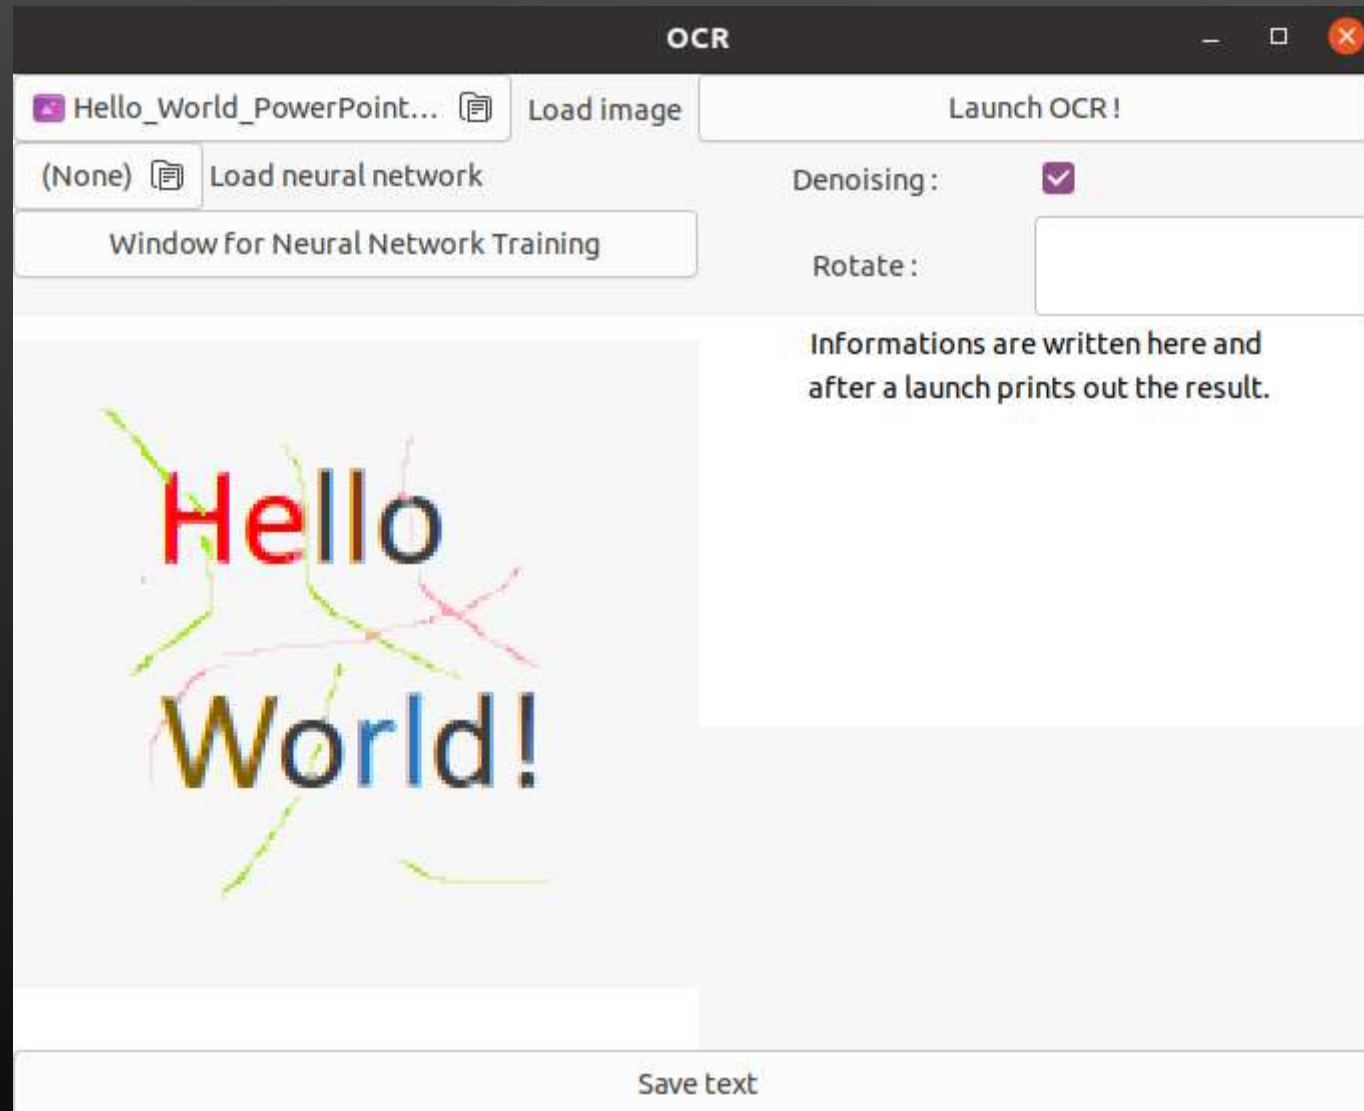 OCR
Hello_World_PowerPoint... Load image Launch OCR !
(None) Load neural network Denoising :
Window for Neural Network Training
Rotate :
Informations are written here and
after a launch prints out the result.
Hello
World!
Save text